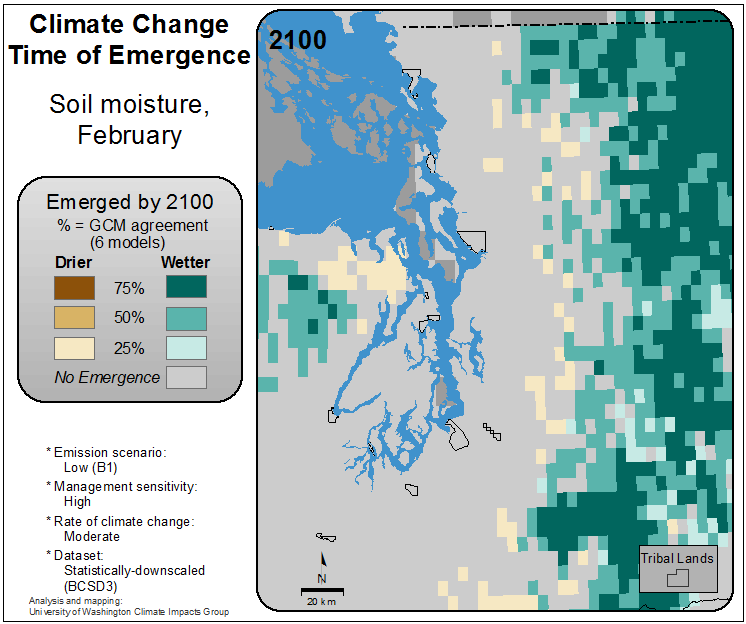 Climate Change
Time of Emergence
Soil moisture,
February
Emerged by 2100
% = GCM agreement
(6 models)
Drier Wetter
75%
50%
25%
No Emergence
* Emission scenario:
Low (B1)
* Management sensitivity:
High
* Rate of climate change:
Moderate
* Dataset:
Statistically-downscaled
(BCSD3)
Analysis and mapping:
University of Washington Climate Impacts Group
2100
N
20 km
Tribal Lands